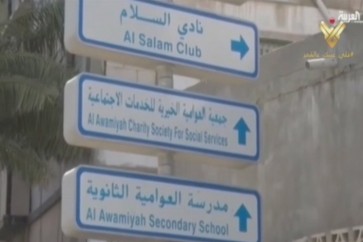 العربية
نادي السلام
Al Salam Club
جمعية العوامية الخيرية للخدمات الاجتماعية
Al Awamiyah Charity Society For Social Services
مدرسة العوامية الثانوية
Al Awamiyah Secondary School